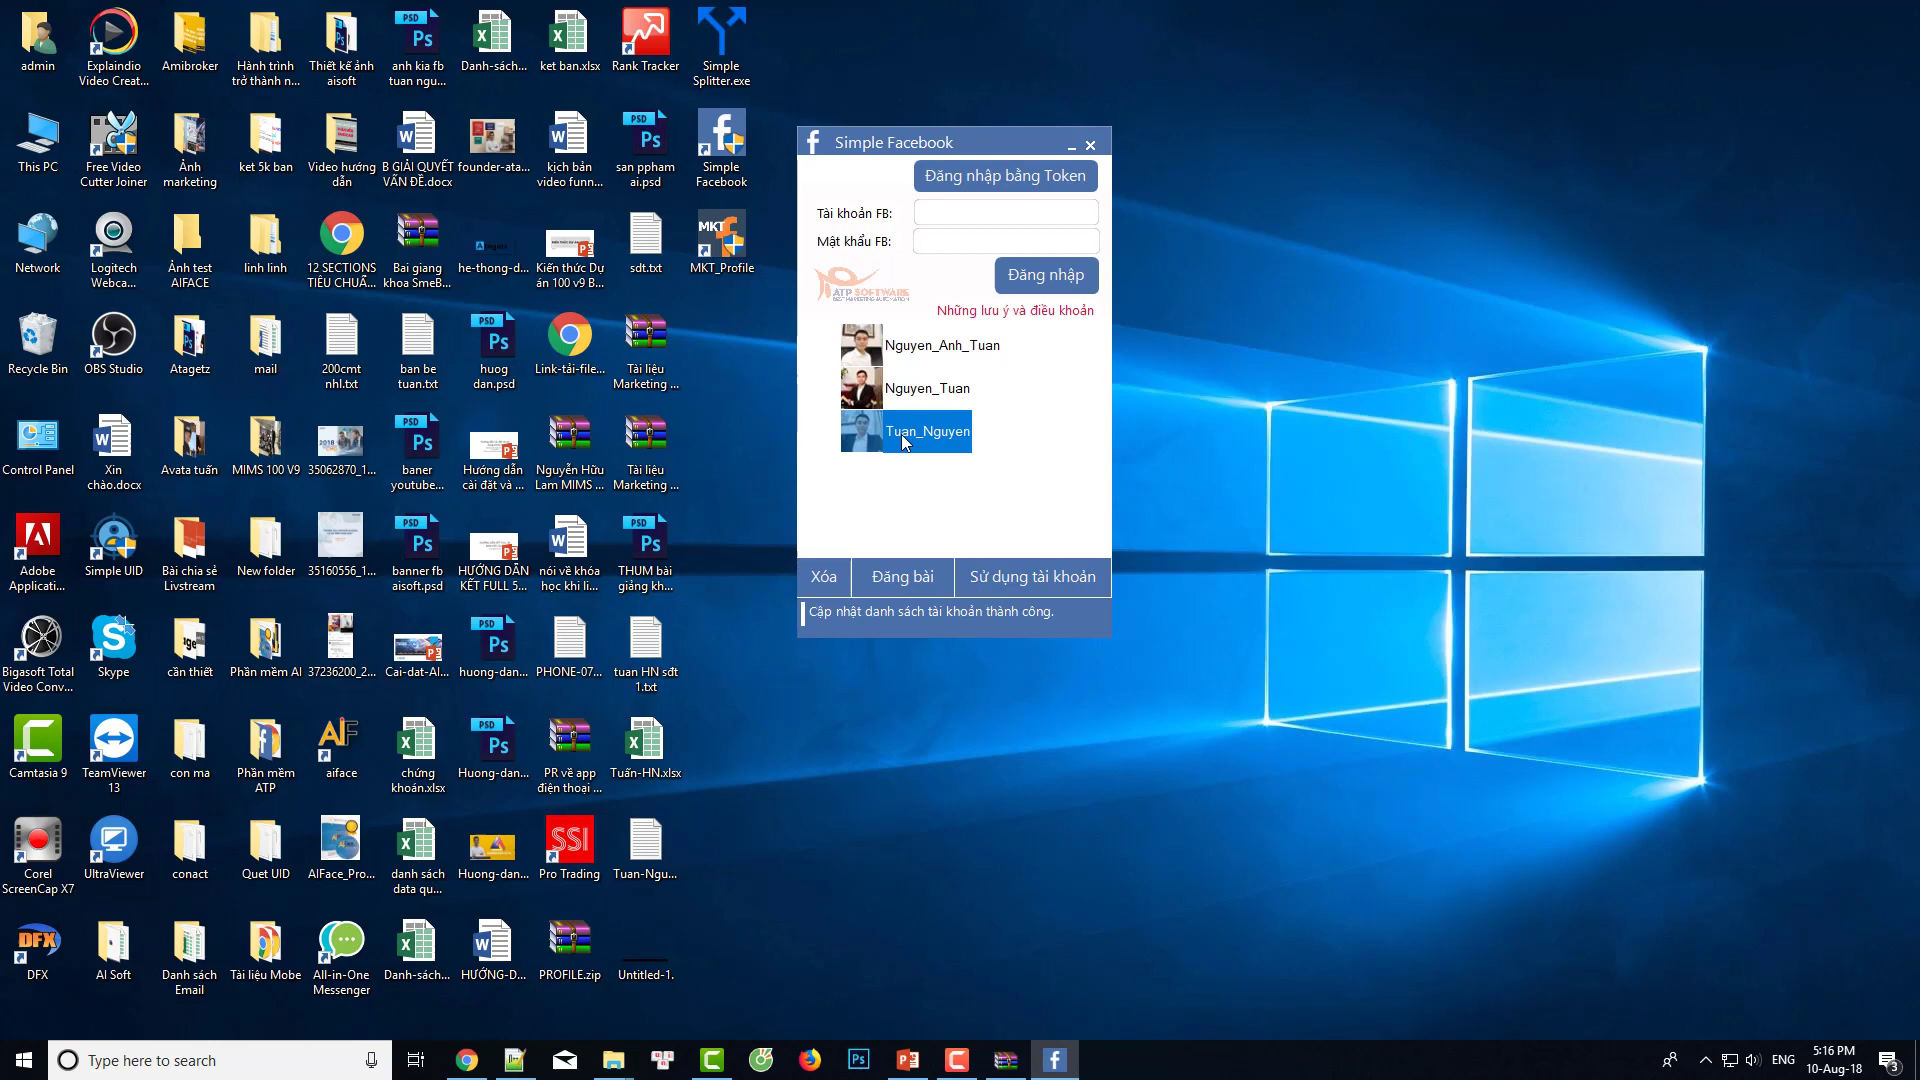 admin
Explaindio
Video Creat...
Amibroker
Hành trình
trở thành n...
Thiết kế ảnh
aisoft
anh kia fb
tuan ngu...
Danh-sách...
ket ban.xlsx
Rank Tracker
Simple
Splitter.exe
This PC
Free Video
Cutter Joiner
Ảnh
marketing
ket 5k ban
Video hướng
dẫn
B GIẢI QUYẾT
VẤN ĐỀ.docx
founder-ata...
kịch bản
video funn...
san ppham
ai.psd
Simple
Facebook
Network
Logitech
Webca...
Ảnh test
AIFACE
linh linh
12 SECTIONS
TIÊU CHUẨ...
Bai giang
khoa SmeB...
he-thong-d...
Kiến thức Dự
án 100 v9 B...
sdt.txt
MKT
MKT_Profile
Recycle Bin
OBS Studio
Atagetz
mail
200cmt
nhl.txt
ban be
tuan.txt
huog
dan.psd
Link-tải-file...
Tài liệu
Marketing ...
Control Panel
Xin
chào.docx
Avata tuấn
MIMS 100 V9
35062870_1...
baner
youtube...
Hướng dẫn
cài đặt và ...
Nguyễn Hữu
Lam MIMS ...
Tài liệu
Marketing ...
Adobe
Applicati...
Simple UID
Bài chia sẻ
Livstream
New folder
35160556_1...
banner fb
aisoft.psd
HƯỚNG DẪN
KẾT FULL 5...
nói về khóa
học khi li...
THUM bài
giảng kh...
Bigasoft Total
Video Conv...
Skype
cần thiết
Phần mềm AI
37236200_2...
Cai-dat-AI...
huong-dan...
PHONE-07...
tuan HN sđt
1.txt
Camtasia 9
TeamViewer
13
con ma
Phần mềm
ATP
aiface
chứng
khoán.xlsx
Huong-dan...
PR về app
điện thoại ...
Tuấn-HN.xlsx
Corel
ScreenCap X7
UltraViewer
conact
Quet UID
AIFace_Pro...
danh sách
data qu...
Huong-dan...
SSI
Pro Trading
Tuan-Ngu...
DFX
DFX
AI Soft
Danh sách
Email
Tài liệu Mobe
All-in-One
Messenger
Danh-sách...
HƯỚNG-D...
PROFILE.zip
Untitled-1.
Simple Facebook
Đăng nhập bằng Token
Tài khoản FB:
Mật khẩu FB:
ATP SOFTWARE
BEST MARKETING AUTOMATION
Đăng nhập
Những lưu ý và điều khoản
Nguyen_Anh_Tuan
Nguyen_Tuan
Tuan_Nguyen
Xóa
Đăng bài
Sử dụng tài khoản
Cập nhật danh sách tài khoản thành công.
Type here to search
ENG
5:16 PM
10-Aug-18
3